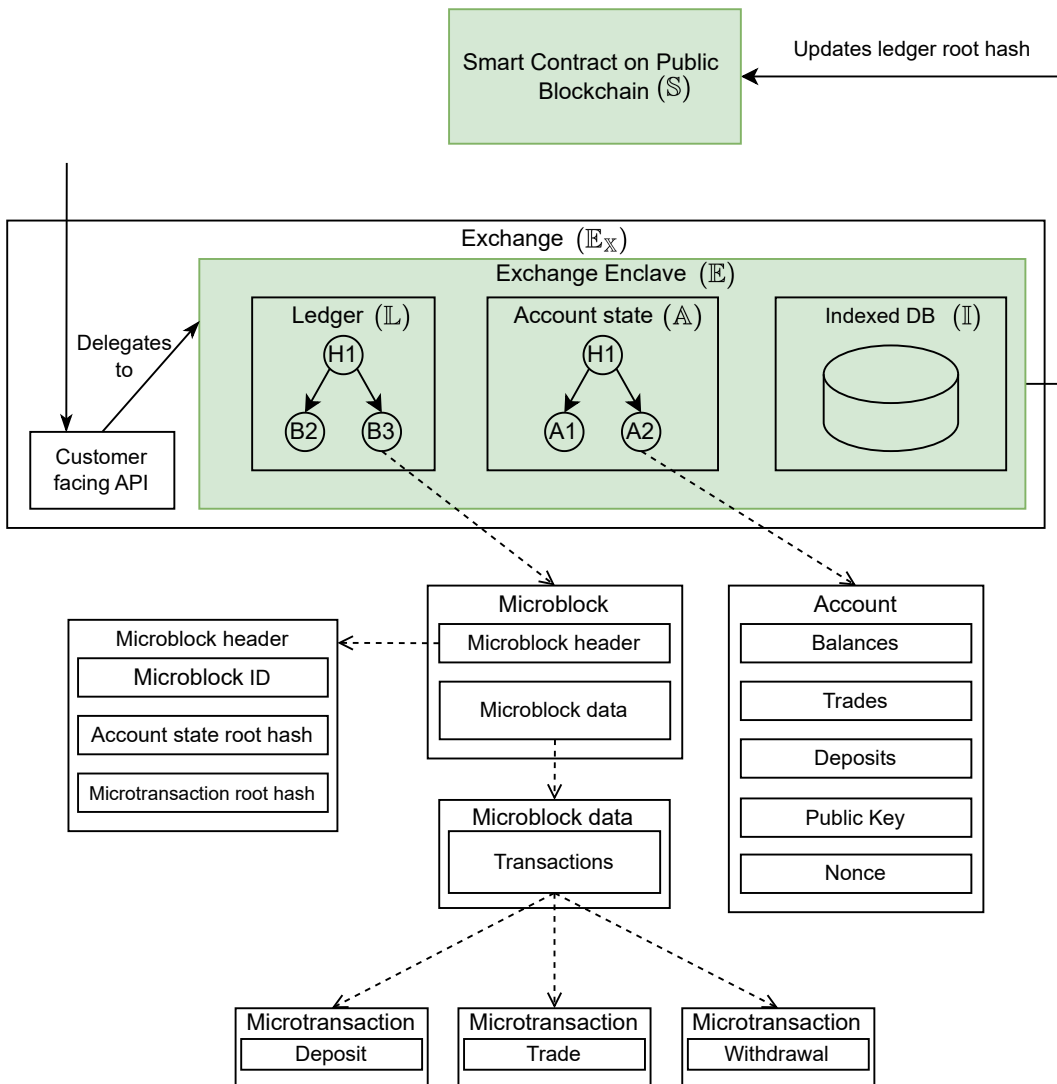 Smart Contract on Public
Blockchain (𝕊)
Updates ledger root hash
Exchange (𝔼𝕏)
Exchange Enclave (𝔼)
Delegates
to
Customer
facing API
Ledger (𝕃)
H1
B2
B3
Account state (𝔸)
H1
A1
A2
Indexed DB (𝕀)
Microblock header
Microblock ID
Account state root hash
Microtransaction root hash
Microblock
Microblock header
Microblock data
Account
Balances
Trades
Deposits
Public Key
Nonce
Microblock data
Transactions
Microtransaction
Deposit
Microtransaction
Trade
Microtransaction
Withdrawal